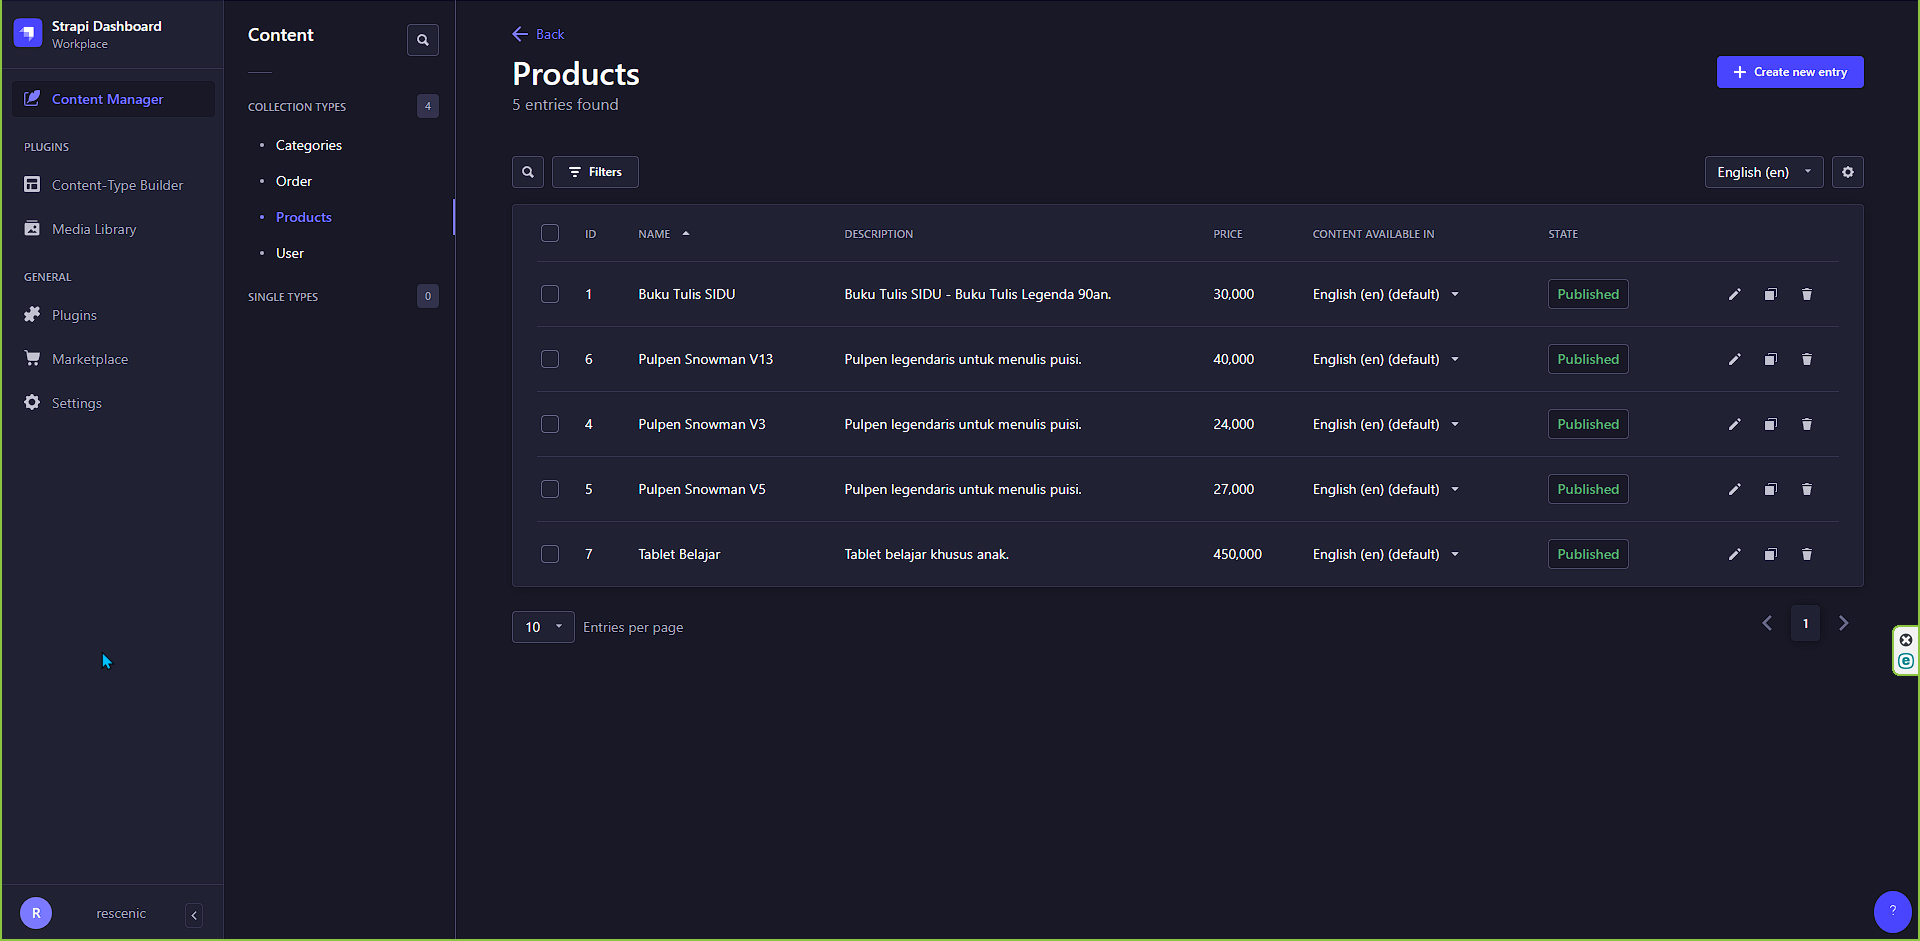 Strapi Dashboard
Workplace
Content Manager
PLUGINS
Content-Type Builder
Media Library
GENERAL
Plugins
Marketplace
Settings
R
rescenic
Content
COLLECTION TYPES 4
Categories
Order
Products
User
SINGLE TYPES 0
Back
Products
5 entries found
Create new entry
Filters
English (en)
ID NAME DESCRIPTION PRICE CONTENT AVAILABLE IN STATE
1 Buku Tulis SIDU Buku Tulis SIDU - Buku Tulis Legenda 90an. 30,000 English (en) (default) Published
6 Pulpen Snowman V13 Pulpen legendaris untuk menulis puisi. 40,000 English (en) (default) Published
4 Pulpen Snowman V3 Pulpen legendaris untuk menulis puisi. 24,000 English (en) (default) Published
5 Pulpen Snowman V5 Pulpen legendaris untuk menulis puisi. 27,000 English (en) (default) Published
7 Tablet Belajar Tablet belajar khusus anak. 450,000 English (en) (default) Published
10 Entries per page
1
e
?